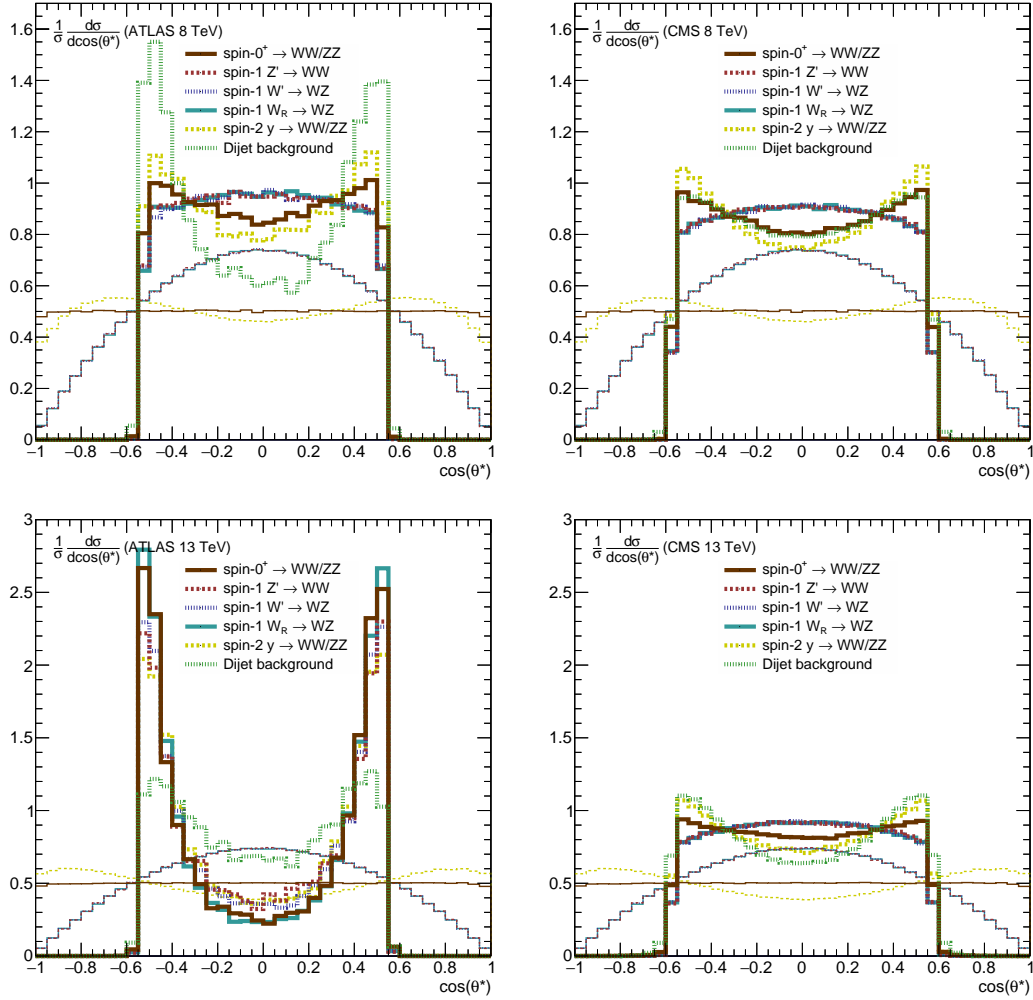 1/σ dσ/dcos(θ*) (ATLAS 8 TeV)
spin-0⁺ → WW/ZZ
spin-1 Z' → WW
spin-1 W' → WZ
spin-1 W_R → WZ
spin-2 y → WW/ZZ
Dijet background
1.6
1.4
1.2
1
0.8
0.6
0.4
0.2
0
−1 −0.8 −0.6 −0.4 −0.2 0 0.2 0.4 0.6 0.8 1
cos(θ*)
1/σ dσ/dcos(θ*) (CMS 8 TeV)
spin-0⁺ → WW/ZZ
spin-1 Z' → WW
spin-1 W' → WZ
spin-1 W_R → WZ
spin-2 y → WW/ZZ
Dijet background
1.6
1.4
1.2
1
0.8
0.6
0.4
0.2
0
−1 −0.8 −0.6 −0.4 −0.2 0 0.2 0.4 0.6 0.8 1
cos(θ*)
1/σ dσ/dcos(θ*) (ATLAS 13 TeV)
spin-0⁺ → WW/ZZ
spin-1 Z' → WW
spin-1 W' → WZ
spin-1 W_R → WZ
spin-2 y → WW/ZZ
Dijet background
3
2.5
2
1.5
1
0.5
0
−1 −0.8 −0.6 −0.4 −0.2 0 0.2 0.4 0.6 0.8 1
cos(θ*)
1/σ dσ/dcos(θ*) (CMS 13 TeV)
spin-0⁺ → WW/ZZ
spin-1 Z' → WW
spin-1 W' → WZ
spin-1 W_R → WZ
spin-2 y → WW/ZZ
Dijet background
3
2.5
2
1.5
1
0.5
0
−1 −0.8 −0.6 −0.4 −0.2 0 0.2 0.4 0.6 0.8 1
cos(θ*)